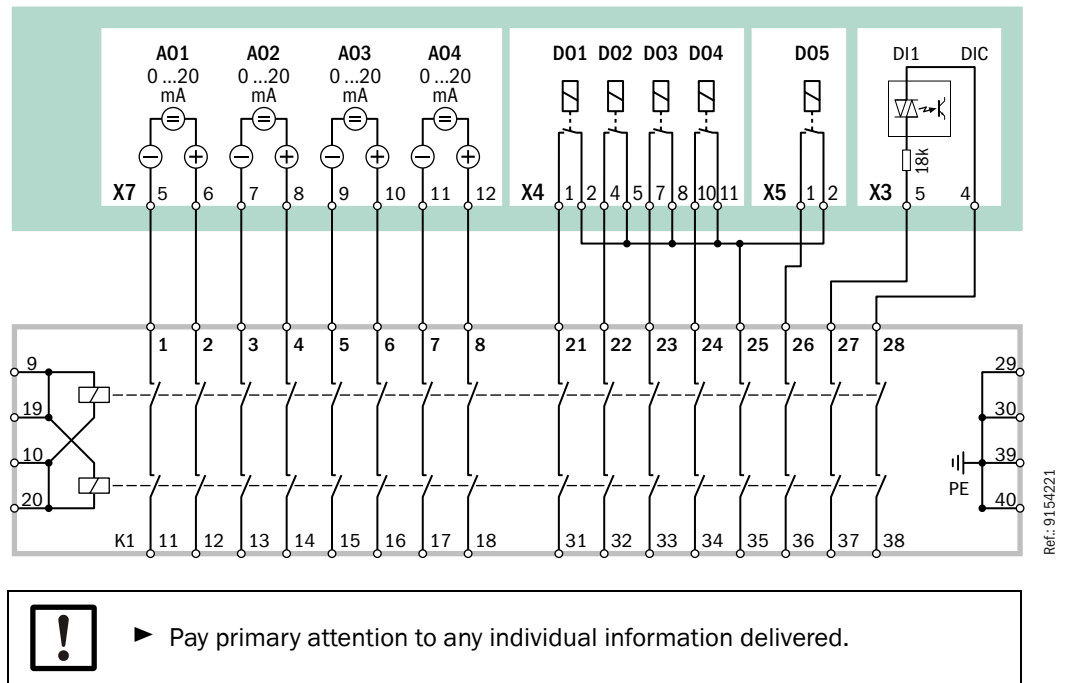 AO1 AO2 AO3 AO4 DO1 DO2 DO3 DO4 DO5 DI1 DIC
0 ...20 0 ...20 0 ...20 0 ...20
mA mA mA mA
18k
X7 5 6 7 8 9 10 11 12 X4 1 2 4 5 7 8 10 11 X5 1 2 X3 5 4
1 2 3 4 5 6 7 8 21 22 23 24 25 26 27 28
9 29
19 30
10 39
PE
20 40
K1 11 12 13 14 15 16 17 18 31 32 33 34 35 36 37 38
Ref.: 9154221
! ► Pay primary attention to any individual information delivered.